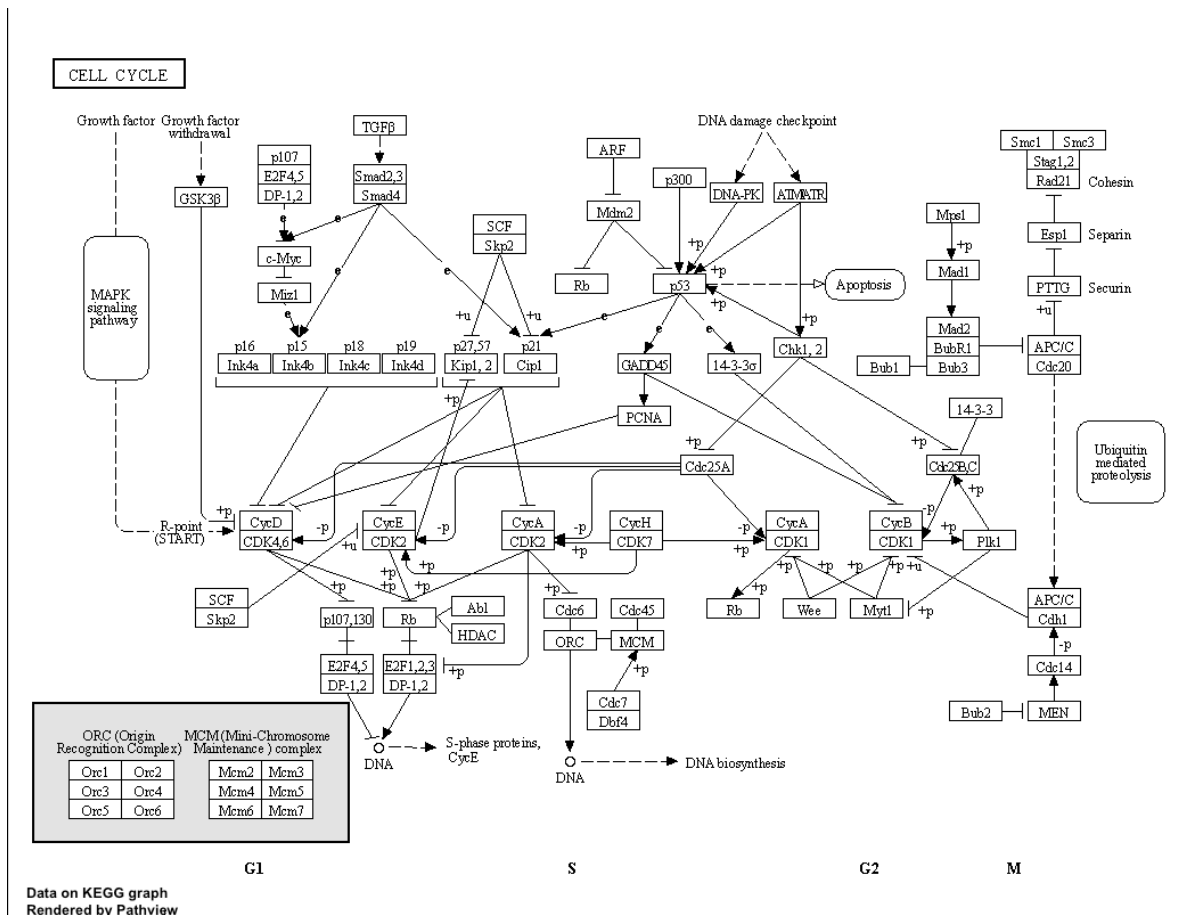 CELL CYCLE
Growth factor
Growth factor
withdrawal
TGFβ
DNA damage checkpoint
Smc1
Smc3
p107
E2F4,5
DP-1,2
Smad2,3
Smad4
ARF
p300
DNA-PK
ATM/ATR
Stag1,2
Rad21
Cohesin
GSK3β
e
e
SCF
Skp2
Mdm2
Mps1
Esp1
Separin
+p
c-Myc
Miz1
e
e
Rb
p53
+p
+p
+p
Apoptosis
Mad1
PTTG
Securin
MAPK
signaling
pathway
e
e
+u
+u
e
e
e
+p
+u
p16
Ink4a
p15
Ink4b
p18
Ink4c
p19
Ink4d
p27,57
Kip1, 2
p21
Cip1
GADD45
14-3-3σ
Chk1, 2
Mad2
BubR1
Bub3
Bub1
APC/C
Cdc20
+p
PCNA
14-3-3
+p
+p
Cdc25A
Cdc25B,C
Ubiquitin
mediated
proteolysis
+p
R-point
(START)
+p
CycD
CDK4,6
-p
CycE
CDK2
-p
+u
CycA
CDK2
-p
+p
CycH
CDK7
-p
+p
CycA
CDK1
-p
CycB
CDK1
+p
Plk1
+p
+p
+p
+p
+p
+p
+p
+p
+p
+u
+p
SCF
Skp2
p107,130
Rb
Abl
HDAC
Cdc6
Cdc45
ORC
MCM
Rb
Wee
Myt1
APC/C
Cdh1
-p
E2F4,5
DP-1,2
E2F1,2,3
DP-1,2
+p
+p
Cdc7
Dbf4
Cdc14
Bub2
MEN
ORC (Origin
Recognition Complex)
MCM (Mini-Chromosome
Maintenance ) complex
Orc1
Orc2
Mcm2
Mcm3
Orc3
Orc4
Mcm4
Mcm5
Orc5
Orc6
Mcm6
Mcm7
DNA
S-phase proteins,
CycE
DNA
DNA biosynthesis
G1
S
G2
M
Data on KEGG graph
Rendered by Pathview